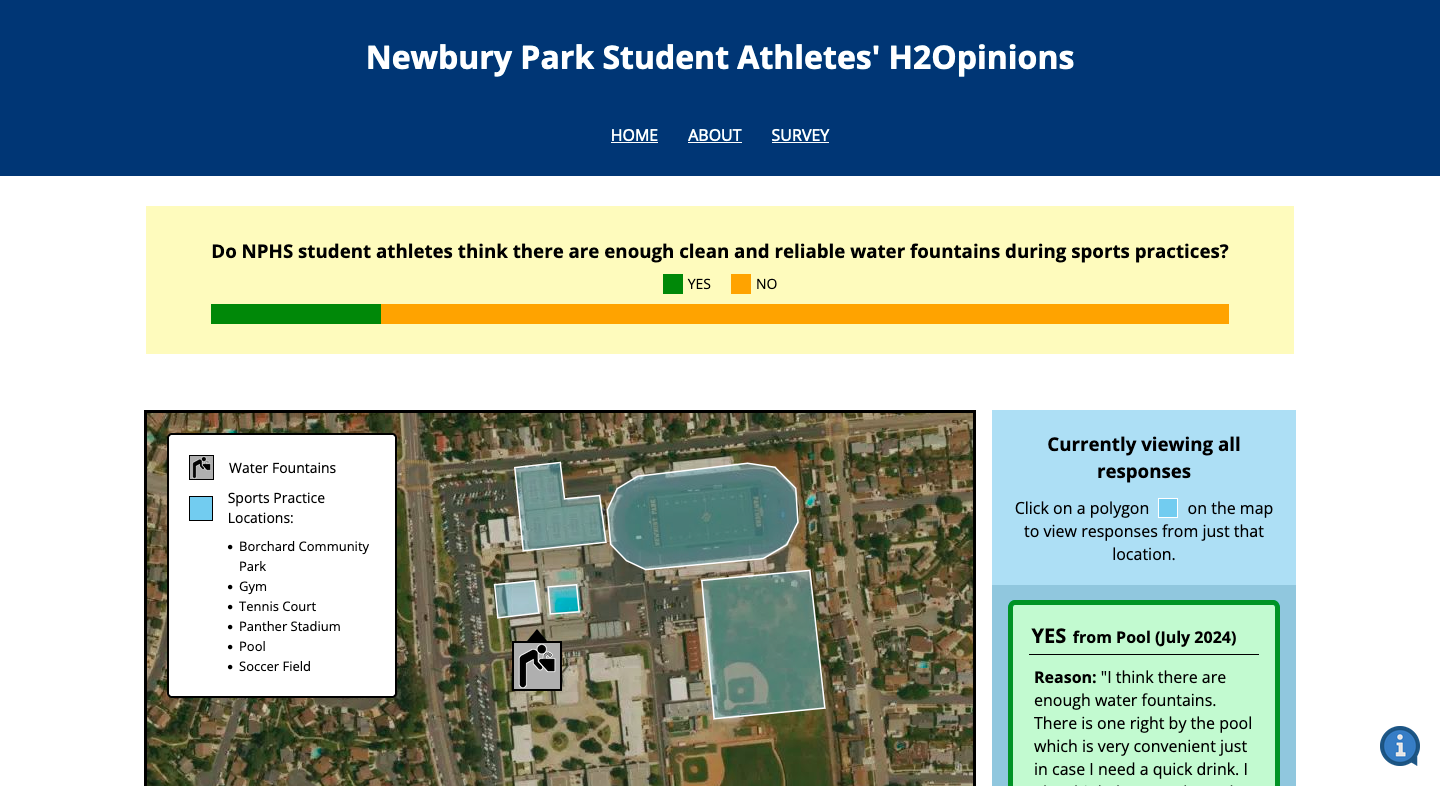 Newbury Park Student Athletes' H2Opinions
HOME ABOUT SURVEY
Do NPHS student athletes think there are enough clean and reliable water fountains during sports practices?
YES NO
Water Fountains
Sports Practice
Locations:
• Borchard Community
Park
• Gym
• Tennis Court
• Panther Stadium
• Pool
• Soccer Field
Currently viewing all
responses
Click on a polygon on the map
to view responses from just that
location.
YES from Pool (July 2024)
Reason: "I think there are
enough water fountains.
There is one right by the pool
which is very convenient just
in case I need a quick drink. I